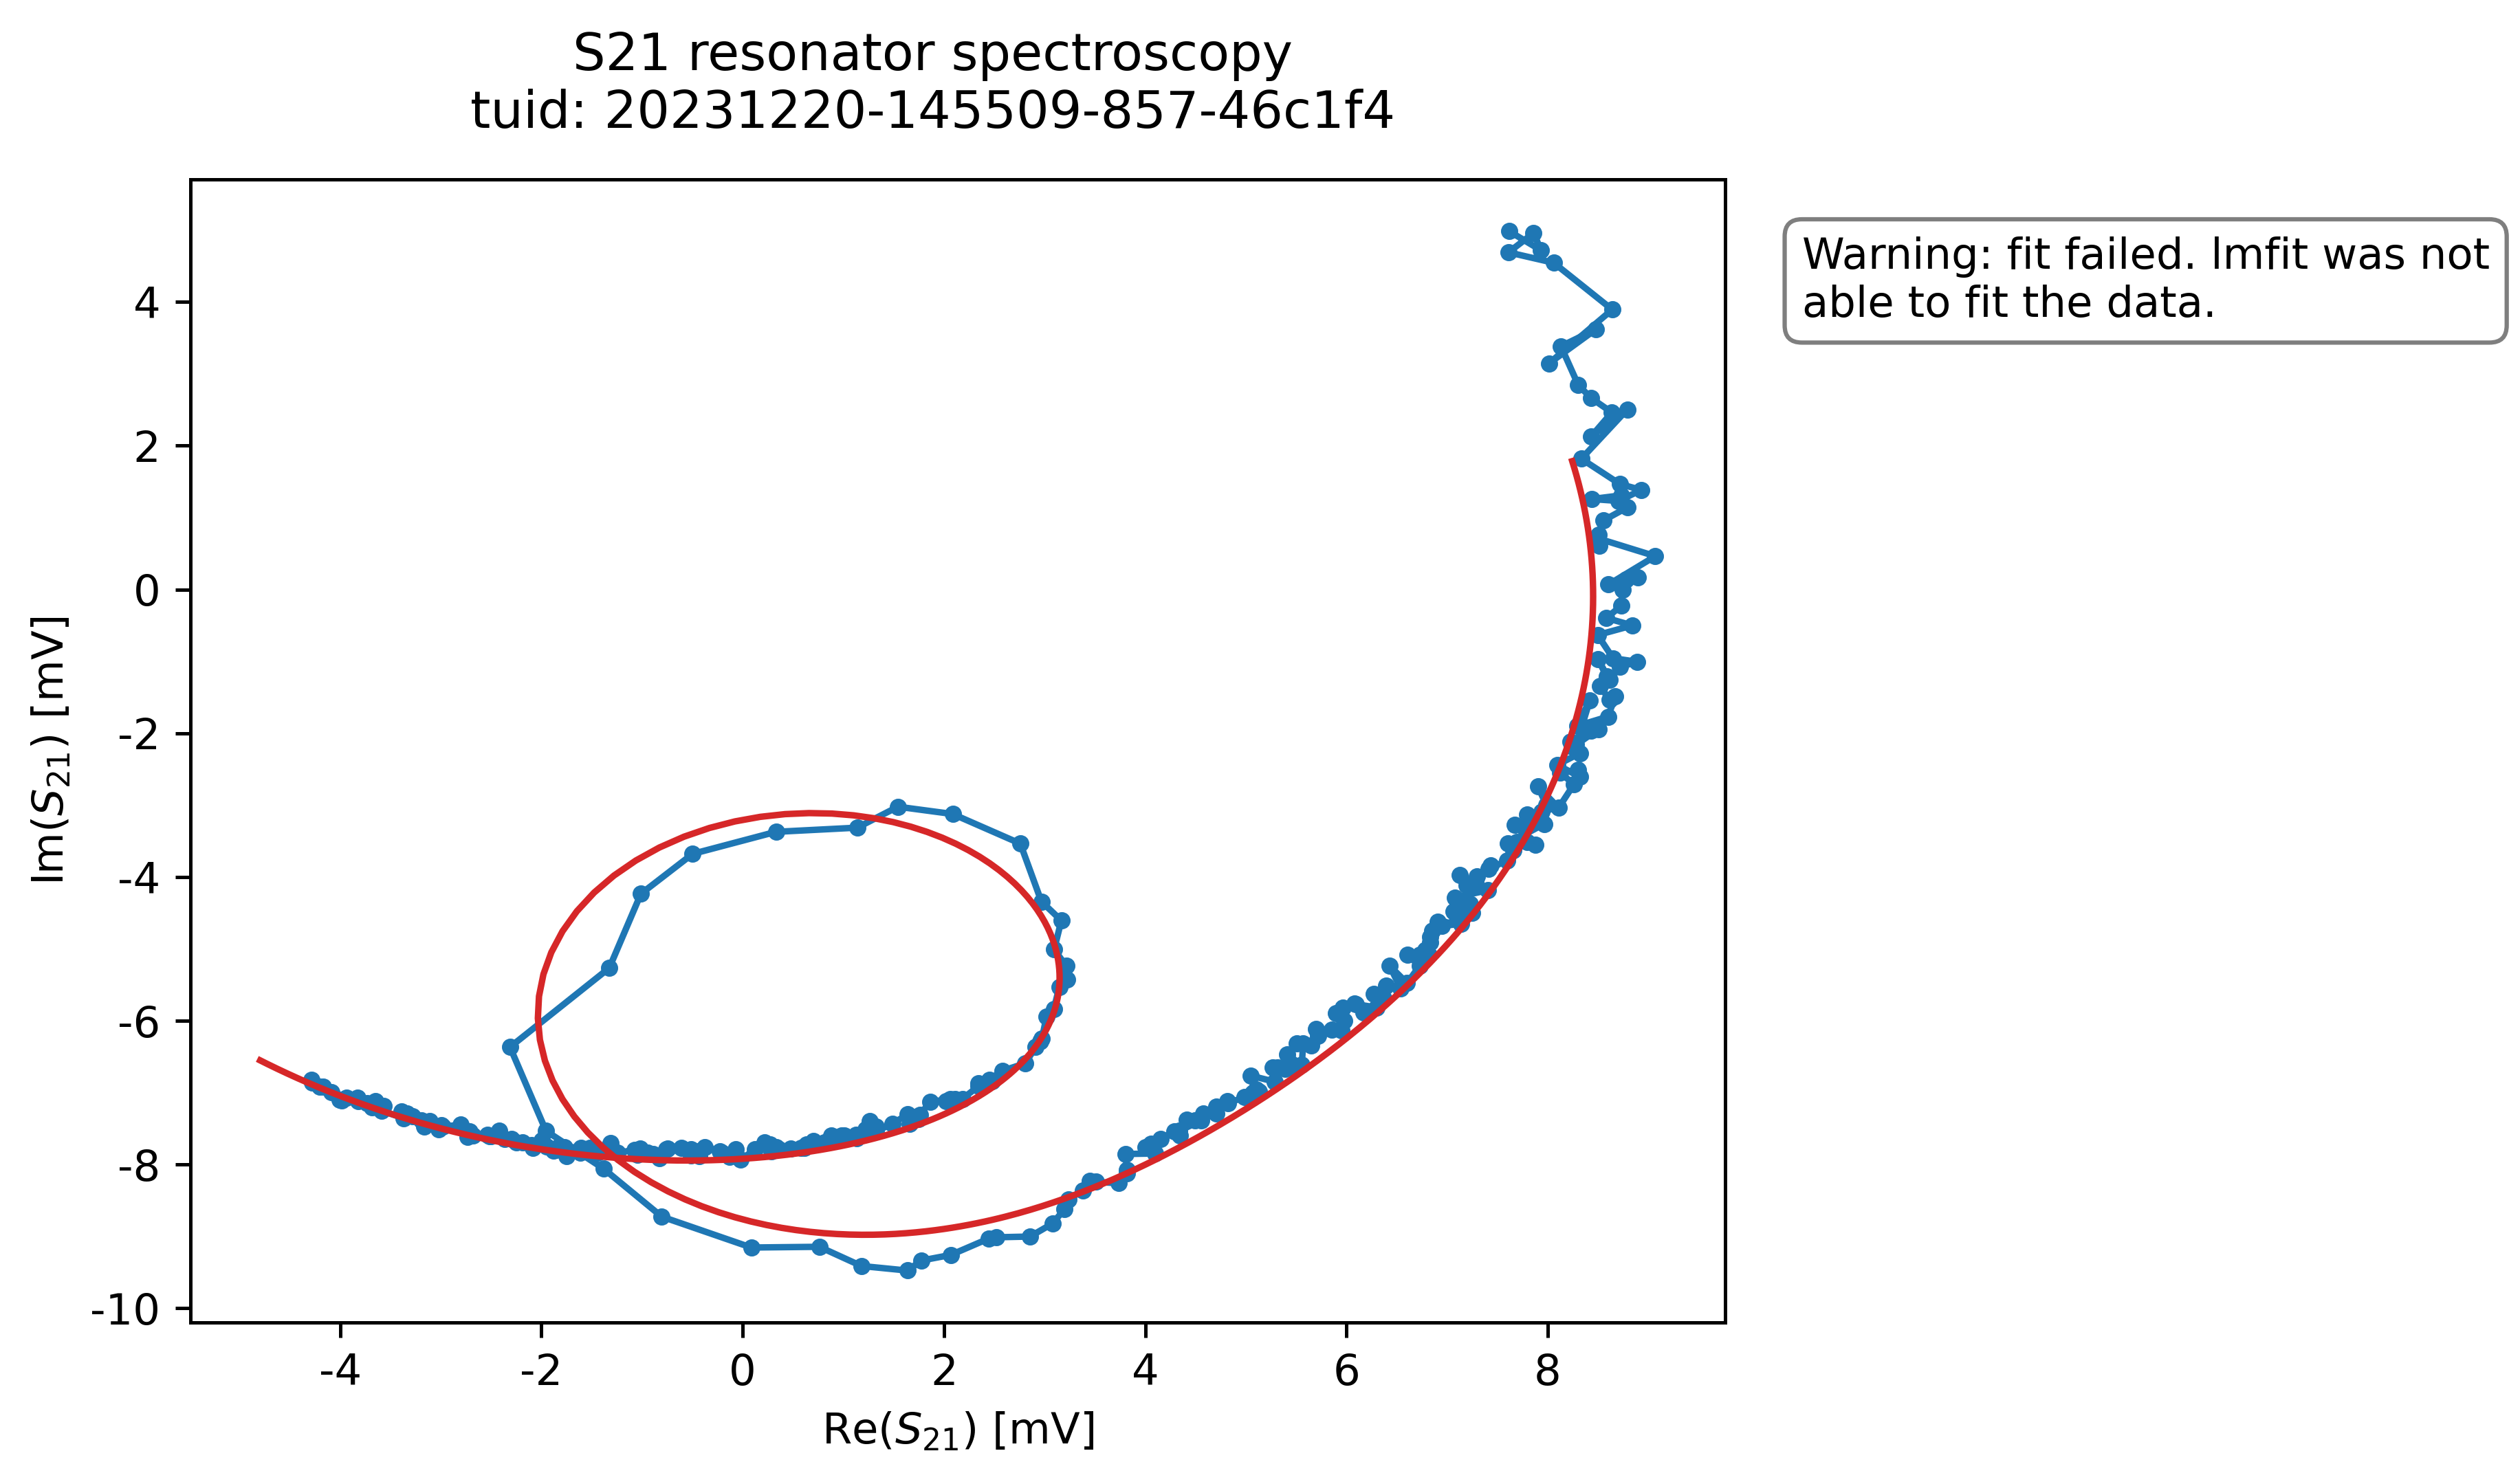 S21 resonator spectroscopy
tuid: 20231220-145509-857-46c1f4
Warning: fit failed. lmfit was not
able to fit the data.
4
2
0
-2
-4
-6
-8
-10
Im(S21) [mV]
-4 -2 0 2 4 6 8
Re(S21) [mV]